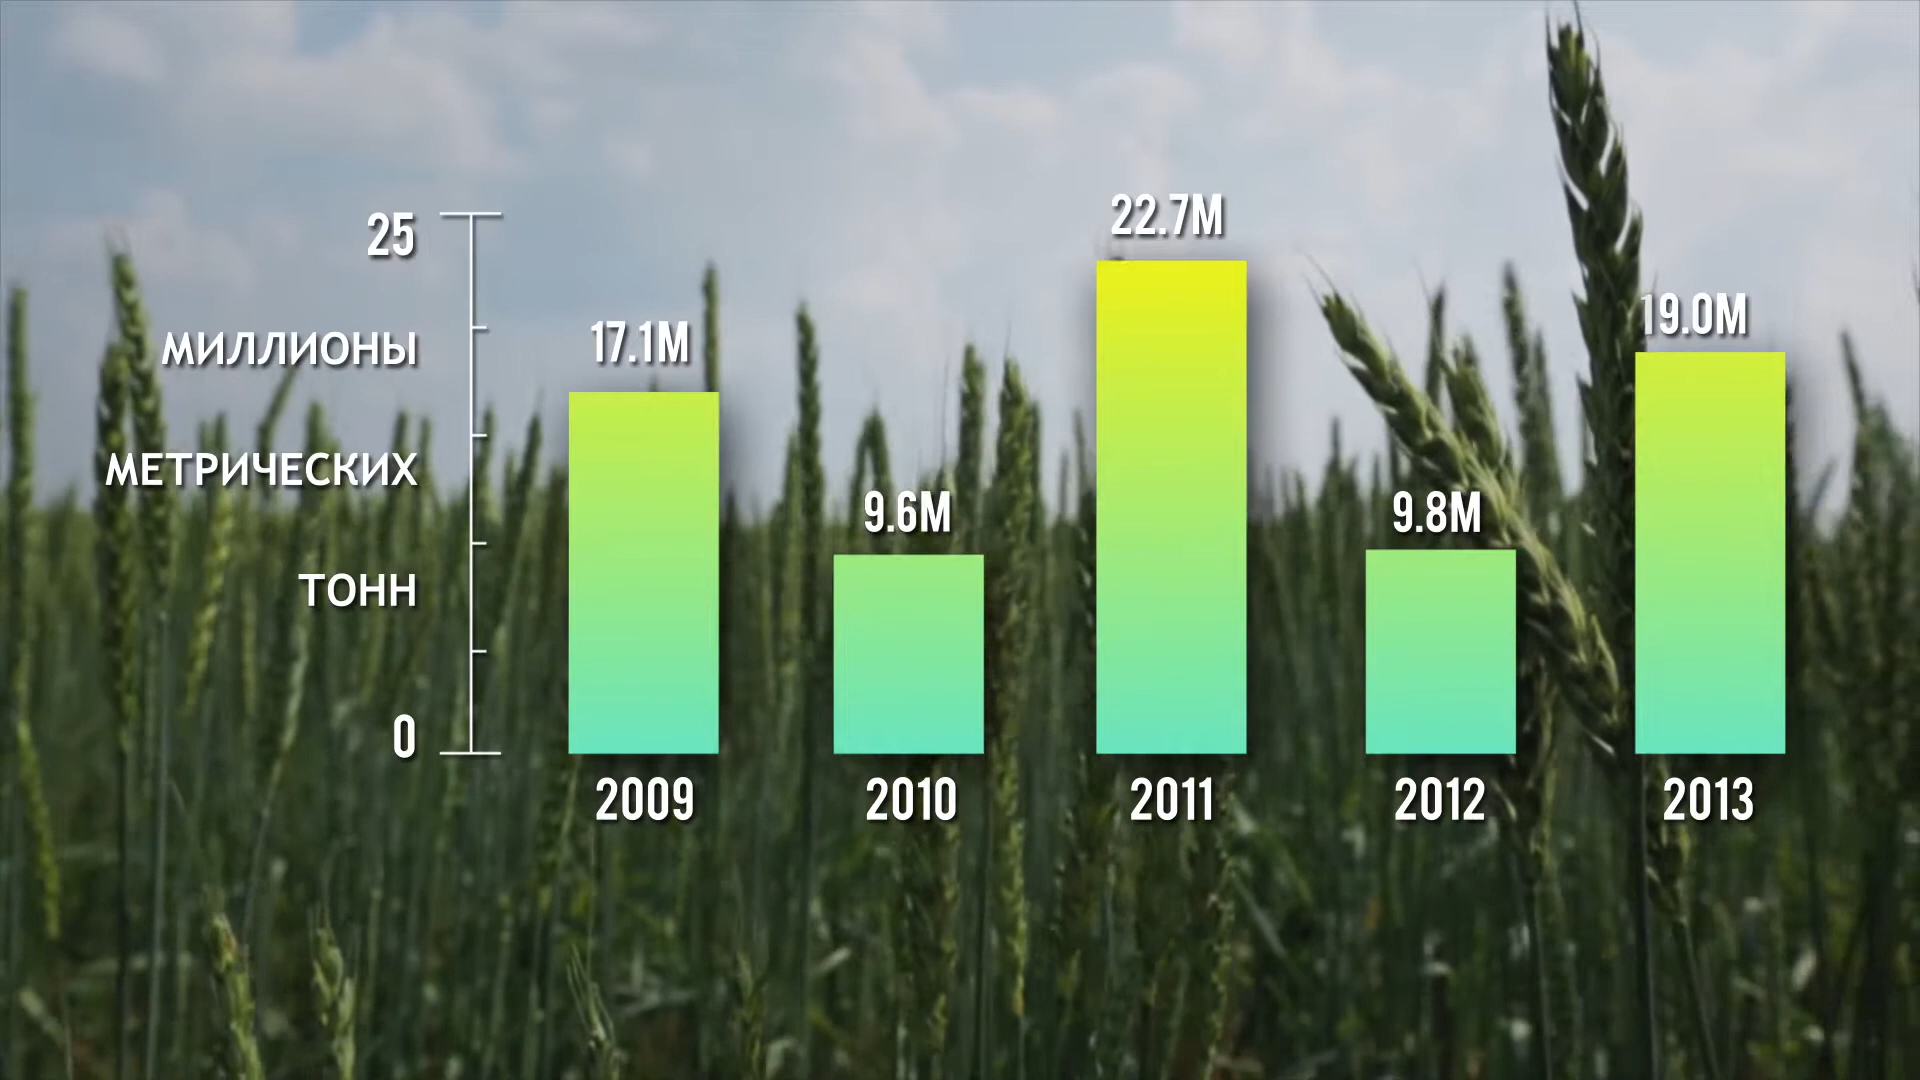 25
МИЛЛИОНЫ
МЕТРИЧЕСКИХ
ТОНН
0
17.1M
9.6M
22.7M
9.8M
19.0M
2009
2010
2011
2012
2013